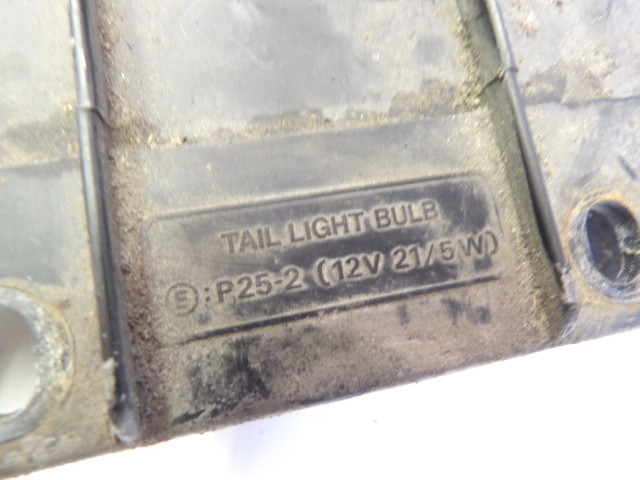 TAIL LIGHT BULB
Ⓔ:P25-2 (12V 21/5W)